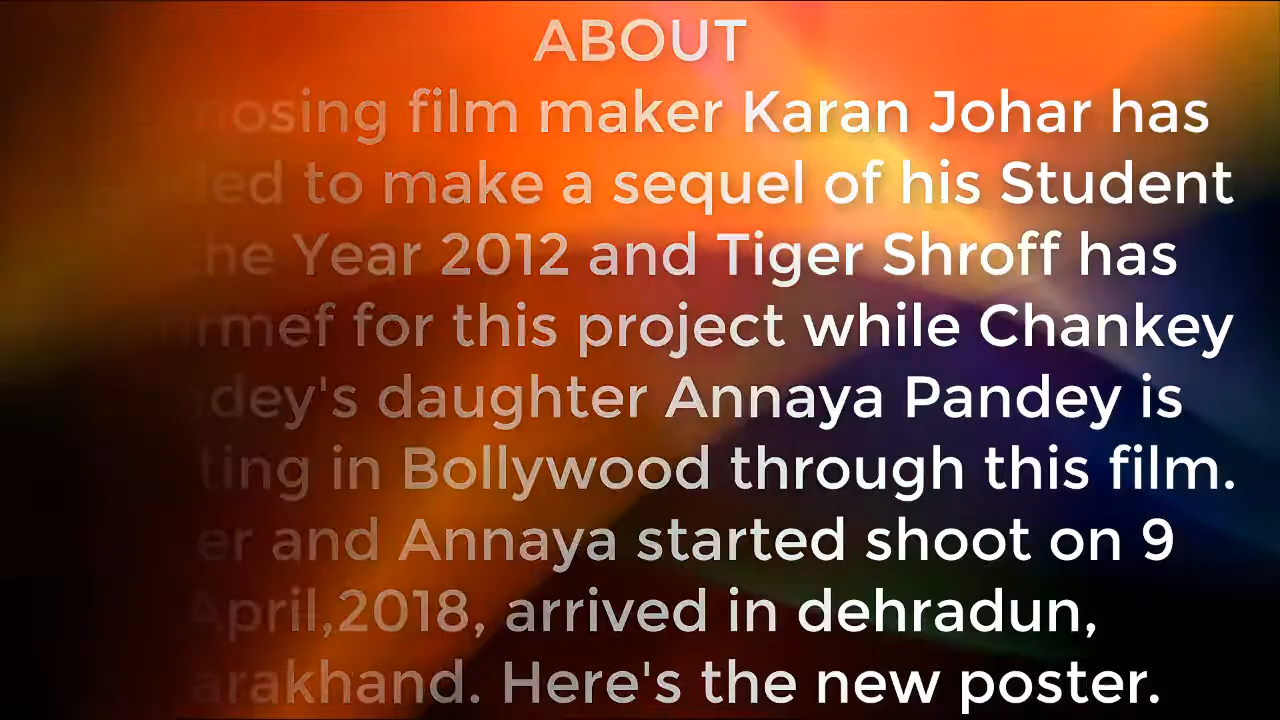 ABOUT
film maker Karan Johar has
to make a sequel of his Student
the Year 2012 and Tiger Shroff has
for this project while Chankey
daughter Annaya Pandey is
in Bollywood through this film.
and Annaya started shoot on 9
April,2018, arrived in dehradun,
Here's the new poster.